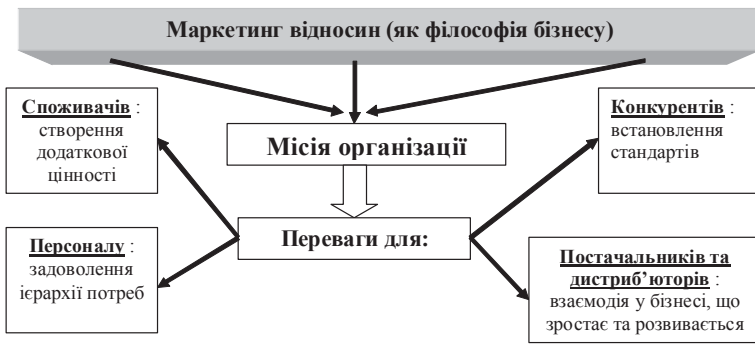 Маркетинг відносин (як філософія бізнесу)
Споживачів :
створення
додаткової
цінності
Конкурентів :
встановлення
стандартів
Місія організації
Переваги для:
Персоналу :
задоволення
ієрархії потреб
Постачальників та
дистриб’юторів :
взаємодія у бізнесі, що
зростає та розвивається